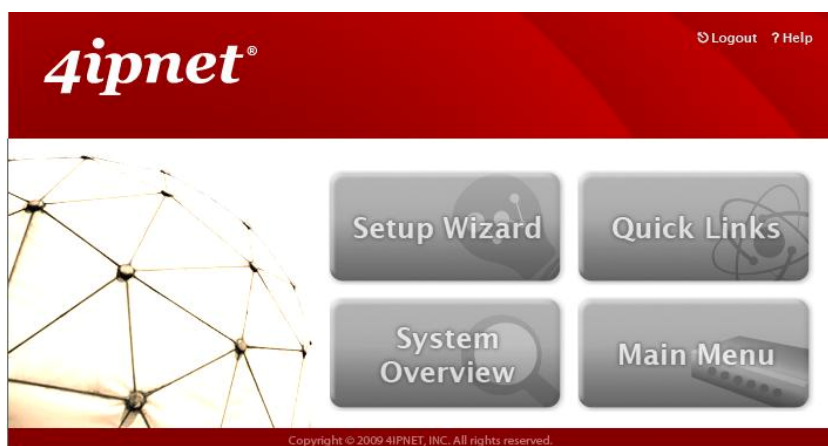 4ipnet®
Logout ? Help
Setup Wizard
Quick Links
System
Overview
Main Menu
Copyright © 2009 4IPNET, INC. All rights reserved.